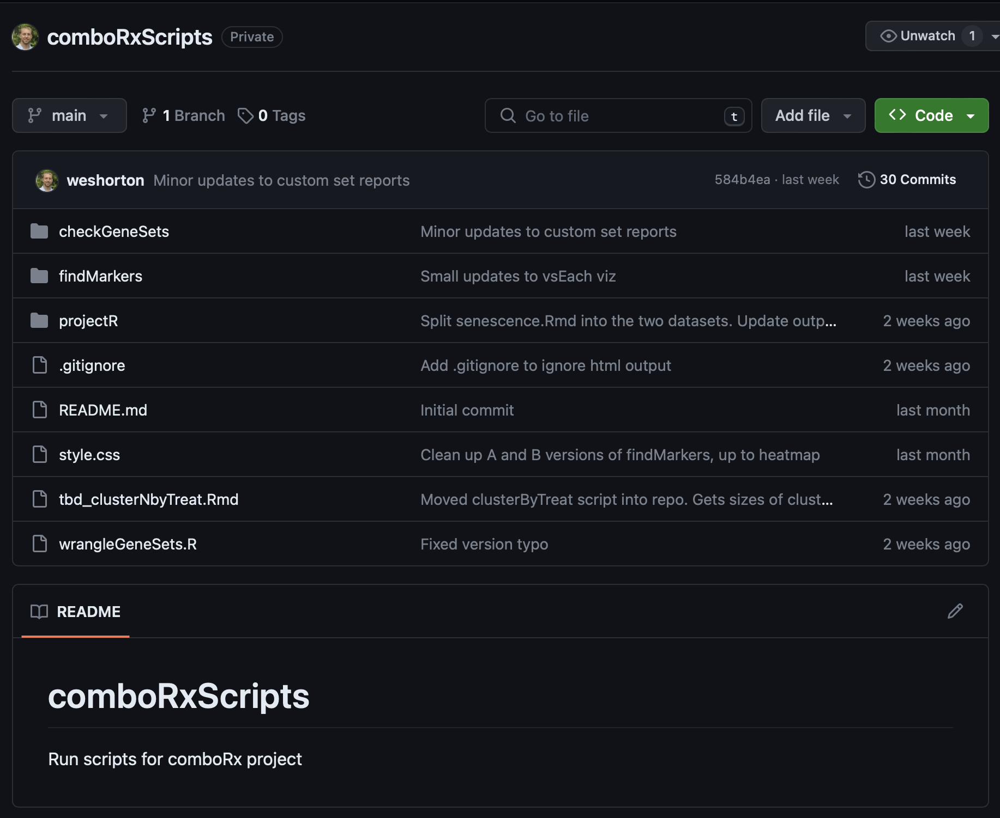 comboRxScripts Private Unwatch 1
main 1 Branch 0 Tags Go to file t Add file Code
weshorton Minor updates to custom set reports 584b4ea · last week 30 Commits
checkGeneSets Minor updates to custom set reports last week
findMarkers Small updates to vsEach viz last week
projectR Split senescence.Rmd into the two datasets. Update outp... 2 weeks ago
.gitignore Add .gitignore to ignore html output 2 weeks ago
README.md Initial commit last month
style.css Clean up A and B versions of findMarkers, up to heatmap last month
tbd_clusterNbyTreat.Rmd Moved clusterByTreat script into repo. Gets sizes of clust... 2 weeks ago
wrangleGeneSets.R Fixed version typo 2 weeks ago
README
comboRxScripts
Run scripts for comboRx project